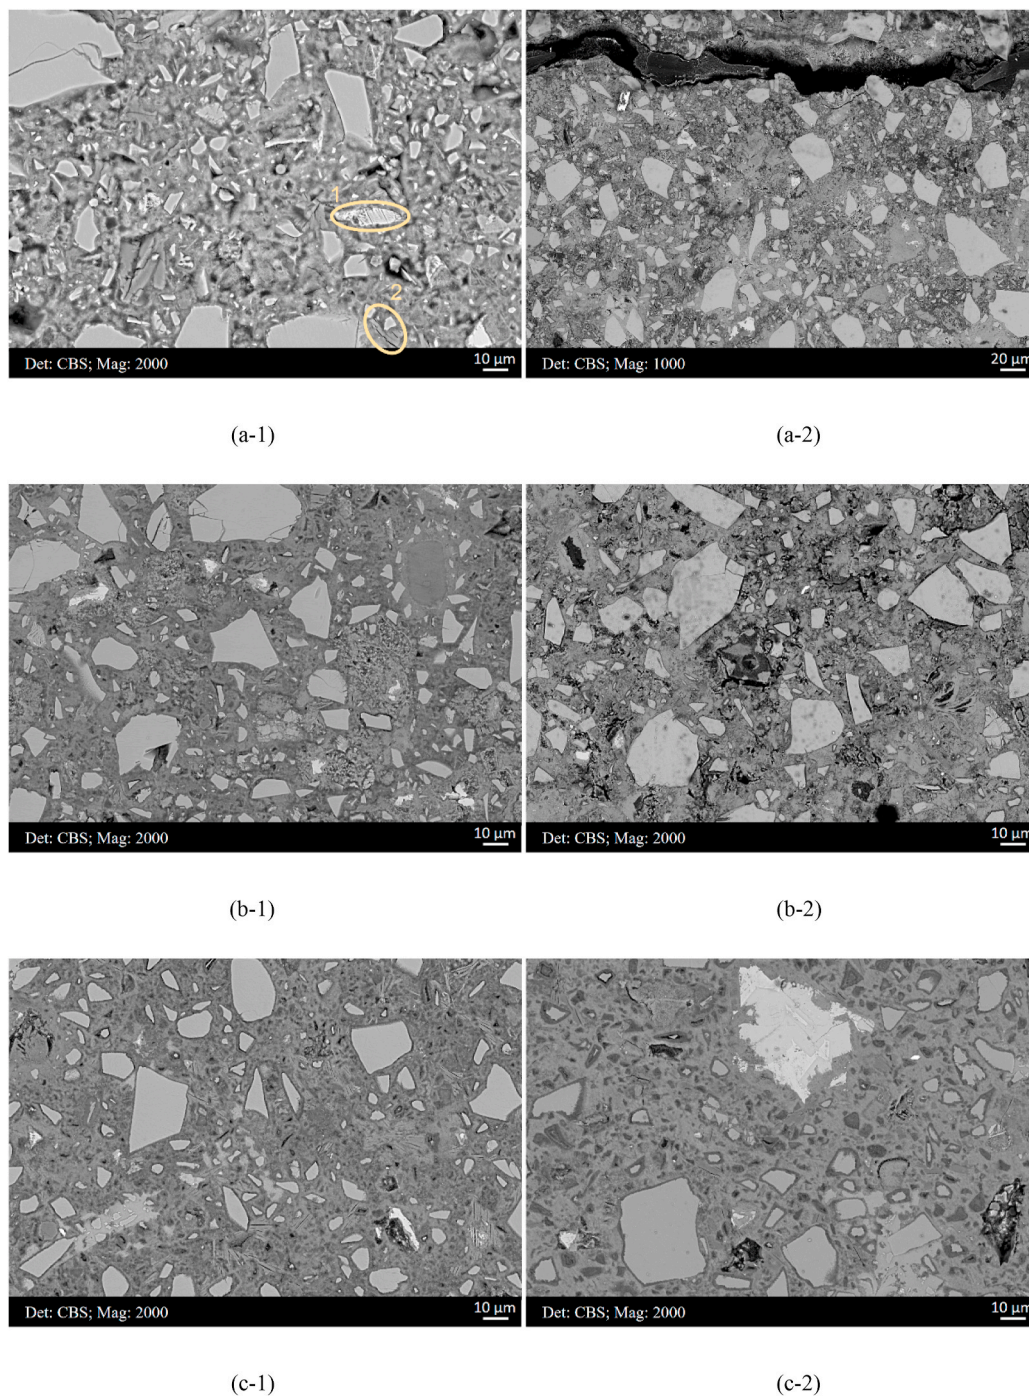 1
2
Det: CBS; Mag: 2000
10 µm
Det: CBS; Mag: 1000
20 µm
(a-1)
(a-2)
Det: CBS; Mag: 2000
10 µm
Det: CBS; Mag: 2000
10 µm
(b-1)
(b-2)
Det: CBS; Mag: 2000
10 µm
Det: CBS; Mag: 2000
10 µm
(c-1)
(c-2)